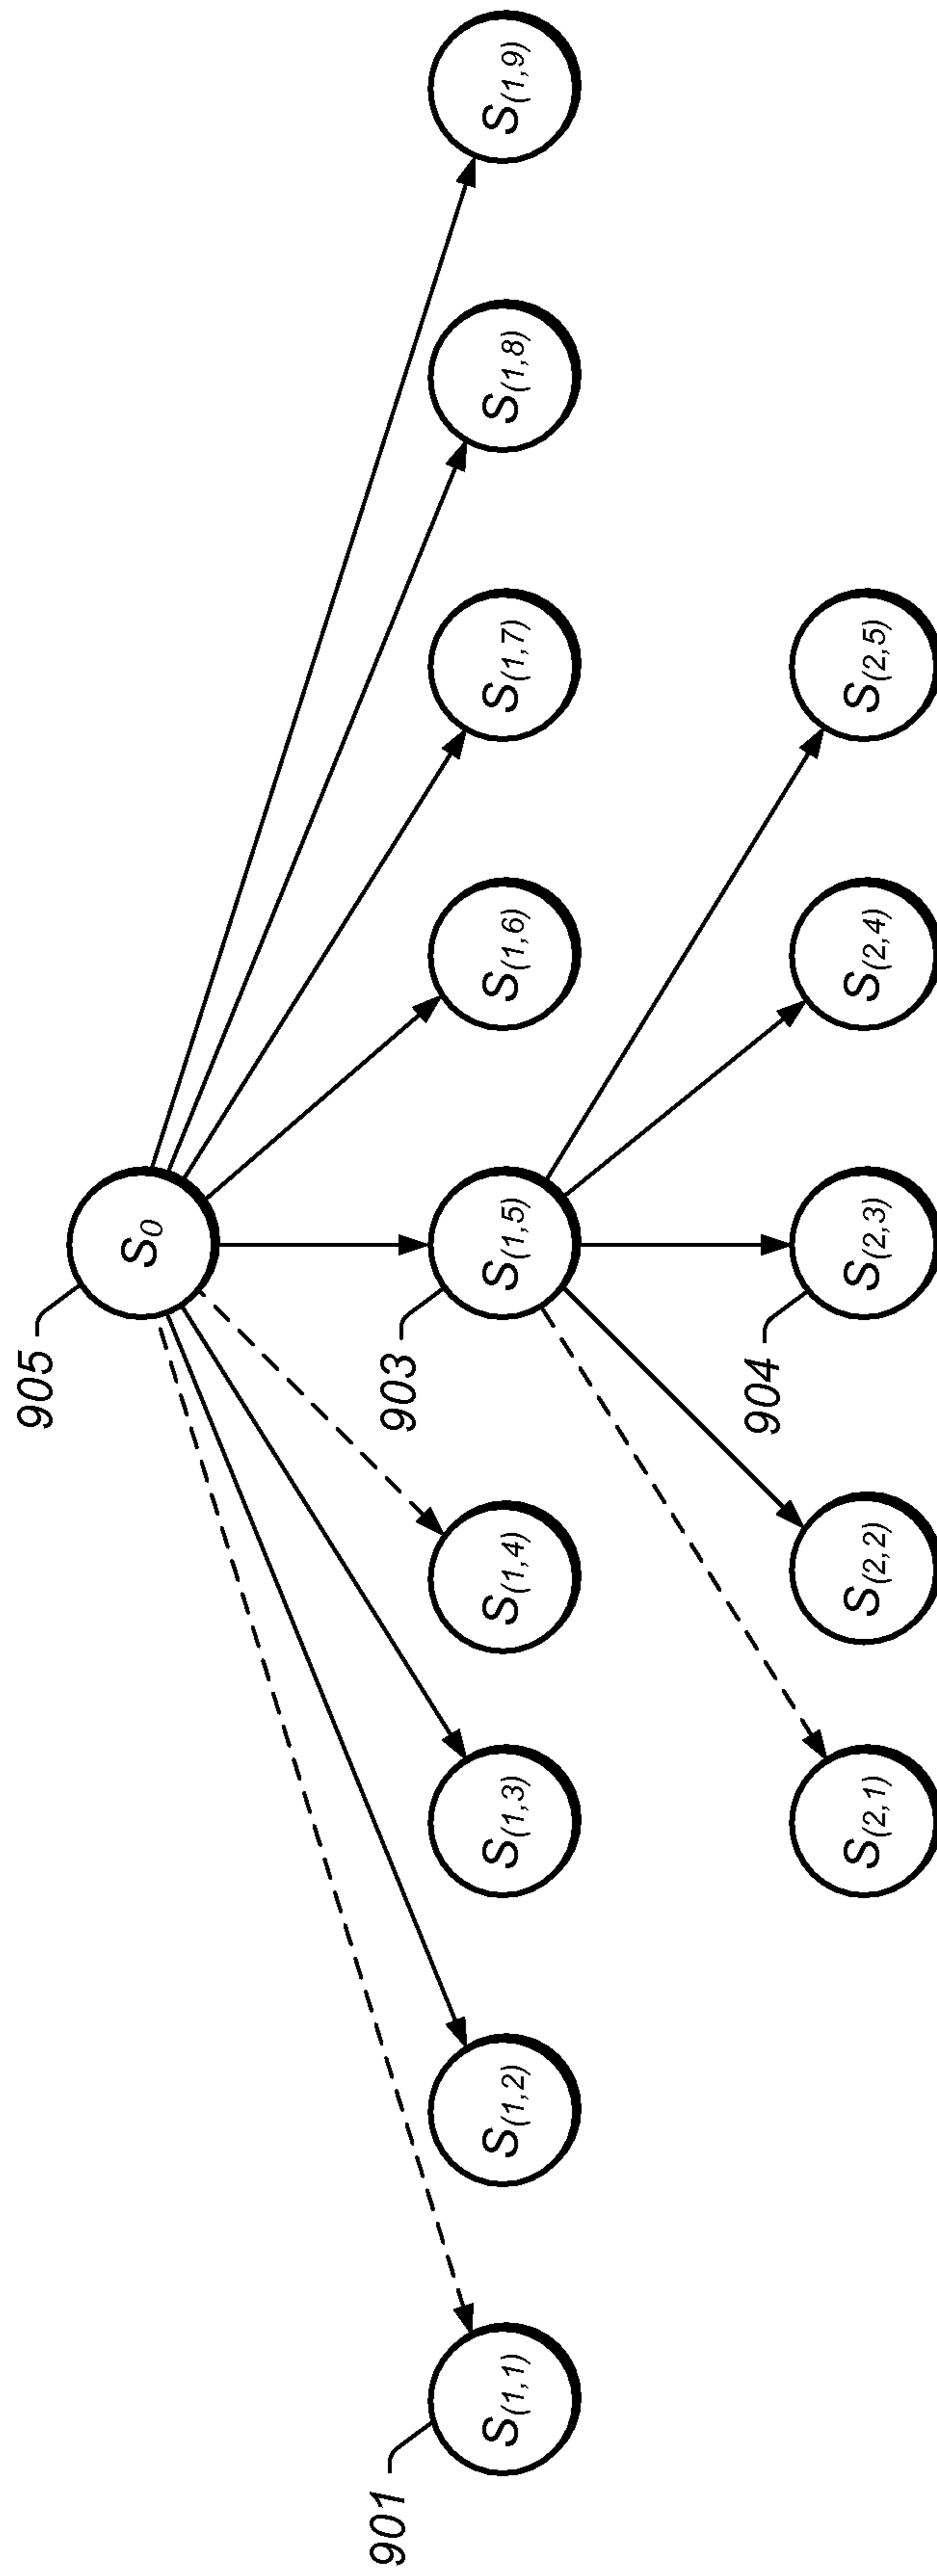 905
S0
901
S(1,1)
S(1,2)
S(1,3)
S(1,4)
903
S(1,5)
S(1,6)
S(1,7)
S(1,8)
S(1,9)
S(2,1)
S(2,2)
904
S(2,3)
S(2,4)
S(2,5)